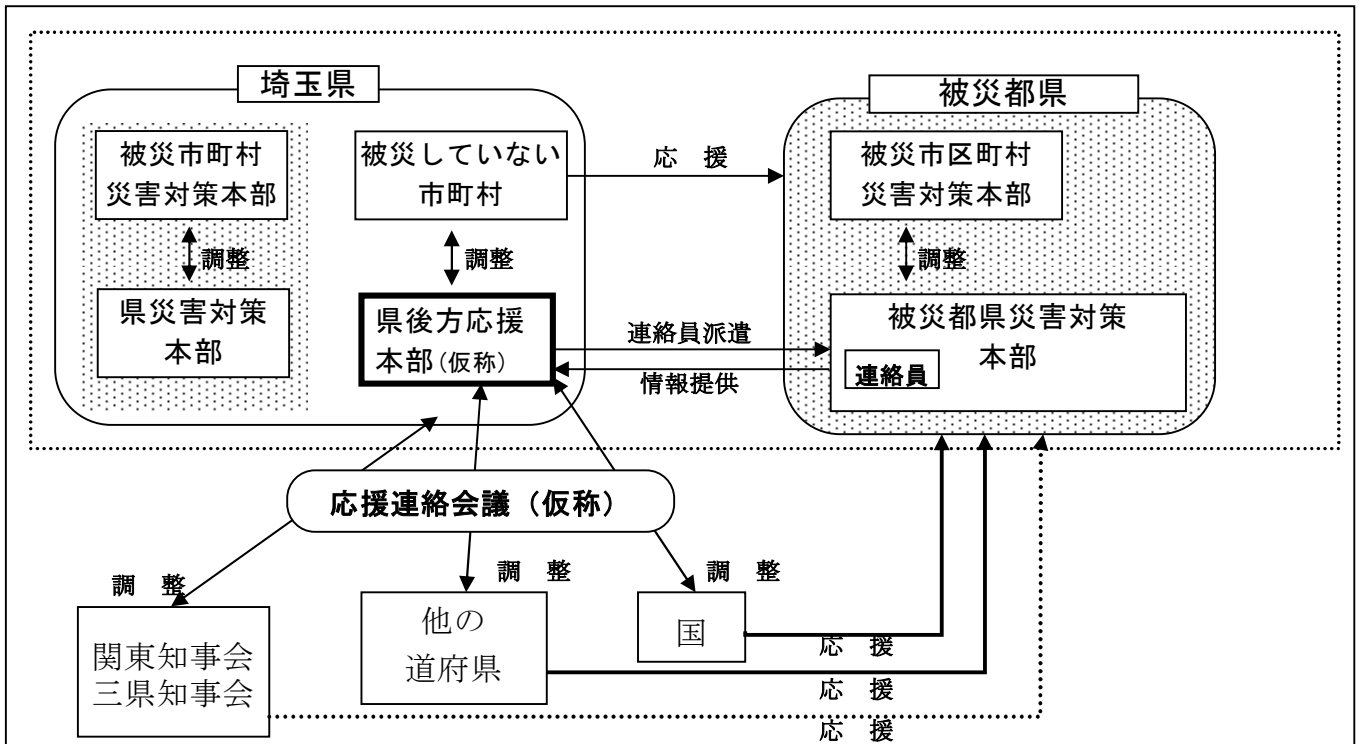 埼玉県
被災都県
被災市町村
災害対策本部
被災していない
市町村
応　援
被災市区町村
災害対策本部
調整
調整
調整
県災害対策
本部
県後方応援
本部(仮称)
連絡員派遣
情報提供
被災都県災害対策
本部
連絡員
応援連絡会議（仮称）
調　整
調　整
調　整
関東知事会
三県知事会
他の
道府県
国
応　援
応　援
応　援